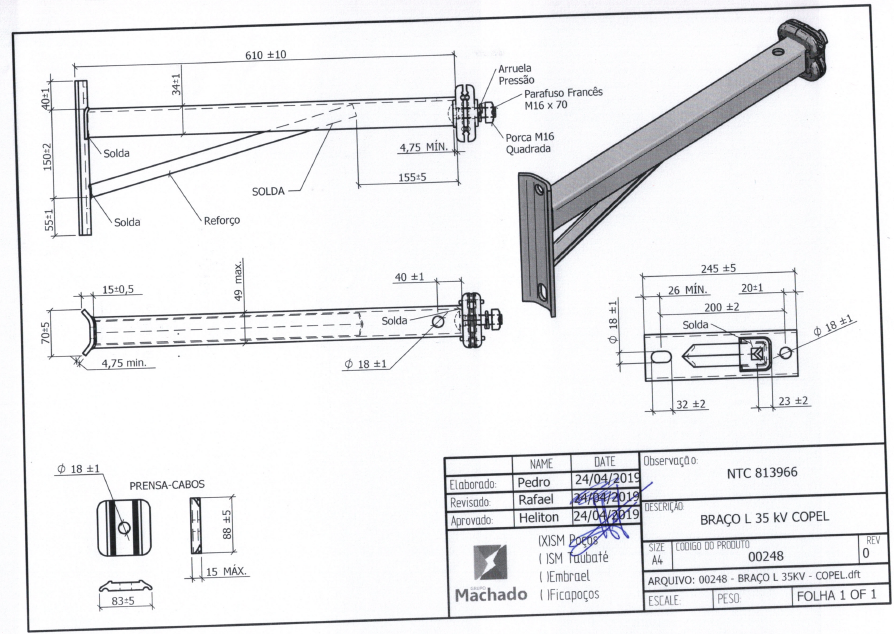 610 ±10
34±1
40±1
150±2
55±1
Solda
Solda
Reforço
SOLDA
155±5
4,75 MÍN.
Arruela
Pressão
Parafuso Francês
M16 x 70
Porca M16
Quadrada
15±0,5
49 max.
40 ±1
70±5
4,75 min.
Solda
Φ 18 ±1
245 ±5
26 MÍN.
20±1
200 ±2
Solda
Φ 18 ±1
Φ 18 ±1
32 ±2
23 ±2
Φ 18 ±1
PRENSA-CABOS
88 ±5
15 MÁX.
83±5
NAME DATE
Elaborado: Pedro 24/04/2019
Revisado: Rafael 24/04/2019
Aprovado: Heliton 24/04/2019
Observação:
NTC 813966
DESCRIÇÃO
BRAÇO L 35 kV COPEL
GRUPO
Machado
(X)SM Poços
( )SM Taubaté
( )Embrael
( )Ficapoços
SIZE
A4
CODIGO DO PRODUTO
00248
REV
0
ARQUIVO: 00248 - BRAÇO L 35KV - COPEL.dft
ESCALE: PESO: FOLHA 1 OF 1